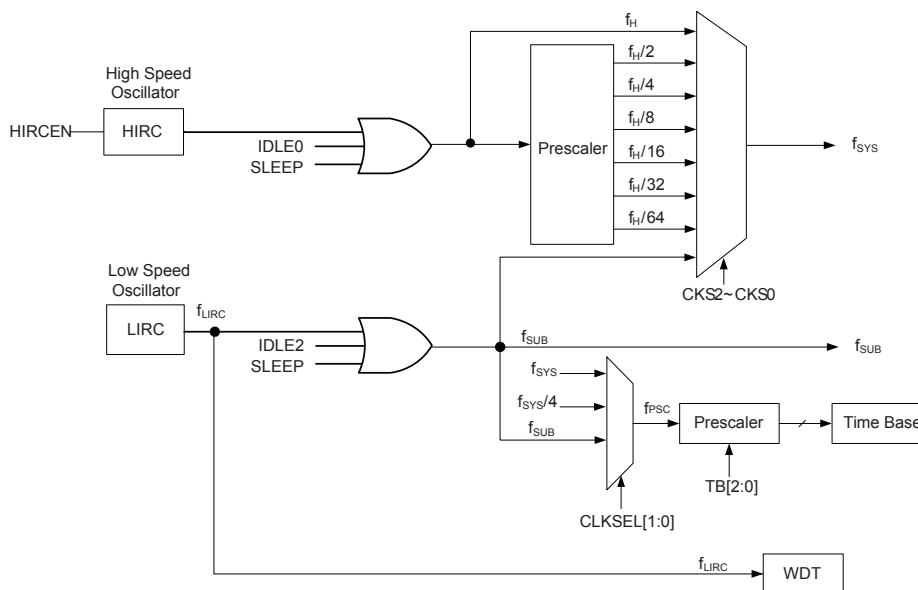 High Speed
Oscillator
HIRCEN
HIRC
IDLE0
SLEEP
Prescaler
fH
fH/2
fH/4
fH/8
fH/16
fH/32
fH/64
fSYS
CKS2~CKS0
Low Speed
Oscillator
LIRC
fLIRC
IDLE2
SLEEP
fSUB
fSUB
fSYS
fSYS/4
fSUB
CLKSEL[1:0]
fPSC
Prescaler
TB[2:0]
Time Base
fLIRC
WDT